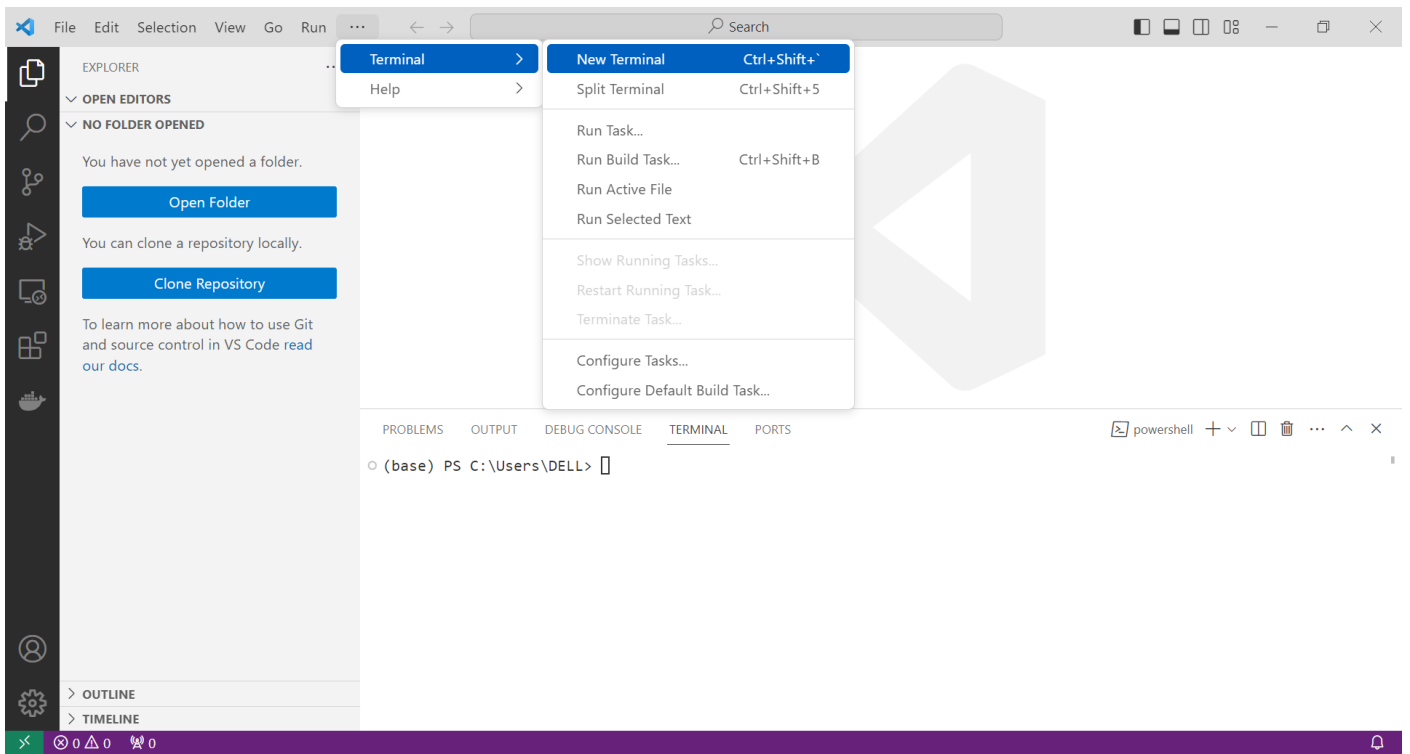 File Edit Selection View Go Run ··· Search
EXPLORER
OPEN EDITORS
NO FOLDER OPENED
You have not yet opened a folder.
Open Folder
You can clone a repository locally.
Clone Repository
To learn more about how to use Git
and source control in VS Code read
our docs.
OUTLINE
TIMELINE
Terminal
Help
New Terminal Ctrl+Shift+`
Split Terminal Ctrl+Shift+5
Run Task...
Run Build Task... Ctrl+Shift+B
Run Active File
Run Selected Text
Show Running Tasks...
Restart Running Task...
Terminate Task...
Configure Tasks...
Configure Default Build Task...
PROBLEMS OUTPUT DEBUG CONSOLE TERMINAL PORTS powershell
(base) PS C:\Users\DELL>
0 0 0